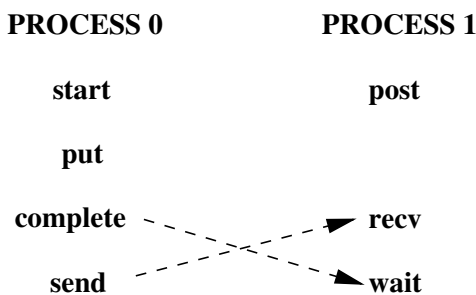 PROCESS 0 PROCESS 1
start post
put
complete recv
send wait